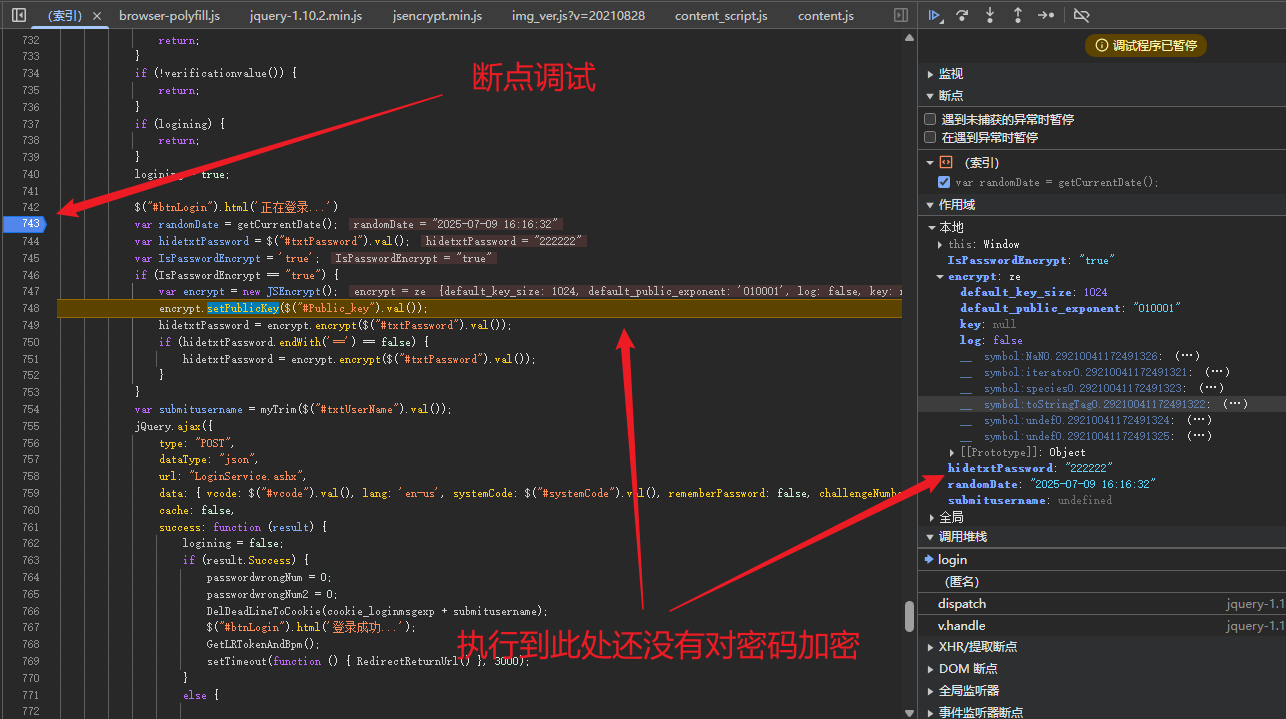 (索引) × browser-polyfill.js jquery-1.10.2.min.js jsencrypt.min.js img_ver.js?v=20210828 content_script.js content.js
732 return;
733 }
734 if (!verificationvalue()) {
735 return;
736 }
737 if (logining) {
738 return;
739 }
740 logining = true;
741
742 $("#btnLogin").html('正在登录...')
743 var randomDate = getCurrentDate(); randomDate = "2025-07-09 16:16:32"
744 var hidetxtPassword = $("#txtPassword").val(); hidetxtPassword = "222222"
745 var IsPasswordEncrypt = 'true'; IsPasswordEncrypt = "true"
746 if (IsPasswordEncrypt == "true") {
747 var encrypt = new JSEncrypt(); encrypt = ze {default_key_size: 1024, default_public_exponent: '010001', log: false, key: n
748 encrypt.setPublicKey($("#Public_key").val());
749 hidetxtPassword = encrypt.encrypt($("#txtPassword").val());
750 if (hidetxtPassword.endWith('==') == false) {
751 hidetxtPassword = encrypt.encrypt($("#txtPassword").val());
752 }
753 }
754 var submitusername = myTrim($("#txtUserName").val());
755 jQuery.ajax({
756 type: "POST",
757 dataType: "json",
758 url: "LoginService.ashx",
759 data: { vcode: $("#vcode").val(), lang: 'en-us', systemCode: $("#systemCode").val(), rememberPassword: false, challengeNumbe
760 cache: false,
761 success: function (result) {
762 logining = false;
763 if (result.Success) {
764 passwordwrongNum = 0;
765 passwordwrongNum2 = 0;
766 DelDeadLineToCookie(cookie_loginmsgexp + submitusername);
767 $("#btnLogin").html('登录成功...');
768 GetLRTokenAndBpm();
769 setTimeout(function () { RedirectReturnUrl() }, 3000);
770 }
771 else {
772
断点调试
执行到此处还没有对密码加密
调试程序已暂停
监视
断点
遇到未捕获的异常时暂停
在遇到异常时暂停
(索引)
var randomDate = getCurrentDate();
作用域
本地
this: Window
IsPasswordEncrypt: "true"
encrypt: ze
default_key_size: 1024
default_public_exponent: "010001"
key: null
log: false
__ symbol:NaN0.29210041172491326: (...)
__ symbol:iterator0.29210041172491321: (...)
__ symbol:species0.29210041172491323: (...)
__ symbol:toStringTag0.29210041172491322: (...)
__ symbol:undef0.29210041172491324: (...)
__ symbol:undef0.29210041172491325: (...)
[[Prototype]]: Object
hidetxtPassword: "222222"
randomDate: "2025-07-09 16:16:32"
submitusername: undefined
全局
调用堆栈
login
(匿名)
dispatch jquery-1.1
v.handle jquery-1.1
XHR/提取断点
DOM 断点
全局监听器
事件监听器断点